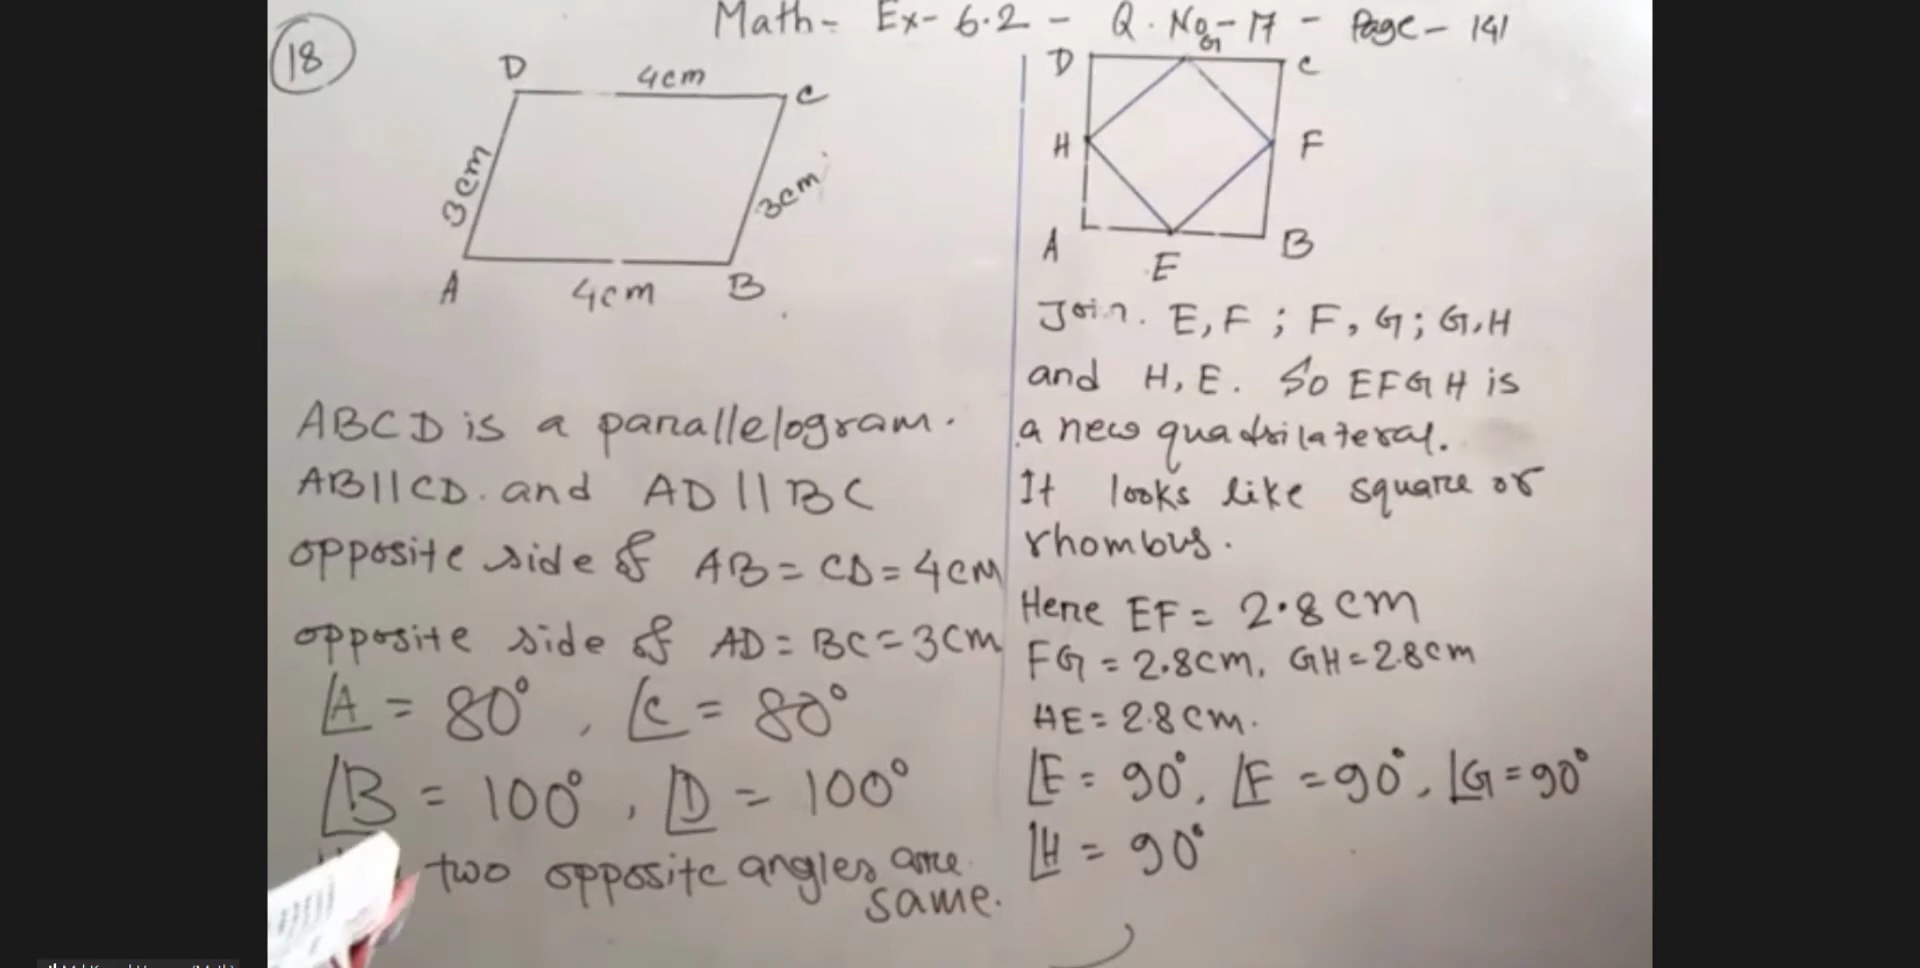 Math- Ex- 6.2 - Q. No - 17 - Page - 141
18
D
4cm
C
3cm
3cm
A
4cm
B
ABCD is a parallelogram.
AB||CD. and AD || BC
opposite side of AB = CD = 4cm
opposite side of AD = BC = 3cm
∠A = 80°, ∠C = 80°
∠B = 100°, ∠D = 100°
two opposite angles are
same.
D
G
C
H
F
A
E
B
Join. E, F ; F, G; G, H
and H, E. So EFGH is
a new quadrilateral.
It looks like square or
rhombus.
Here EF = 2.8 cm
FG = 2.8cm, GH = 2.8cm
HE = 2.8cm.
∠E = 90°, ∠F = 90°, ∠G = 90°
∠H = 90°